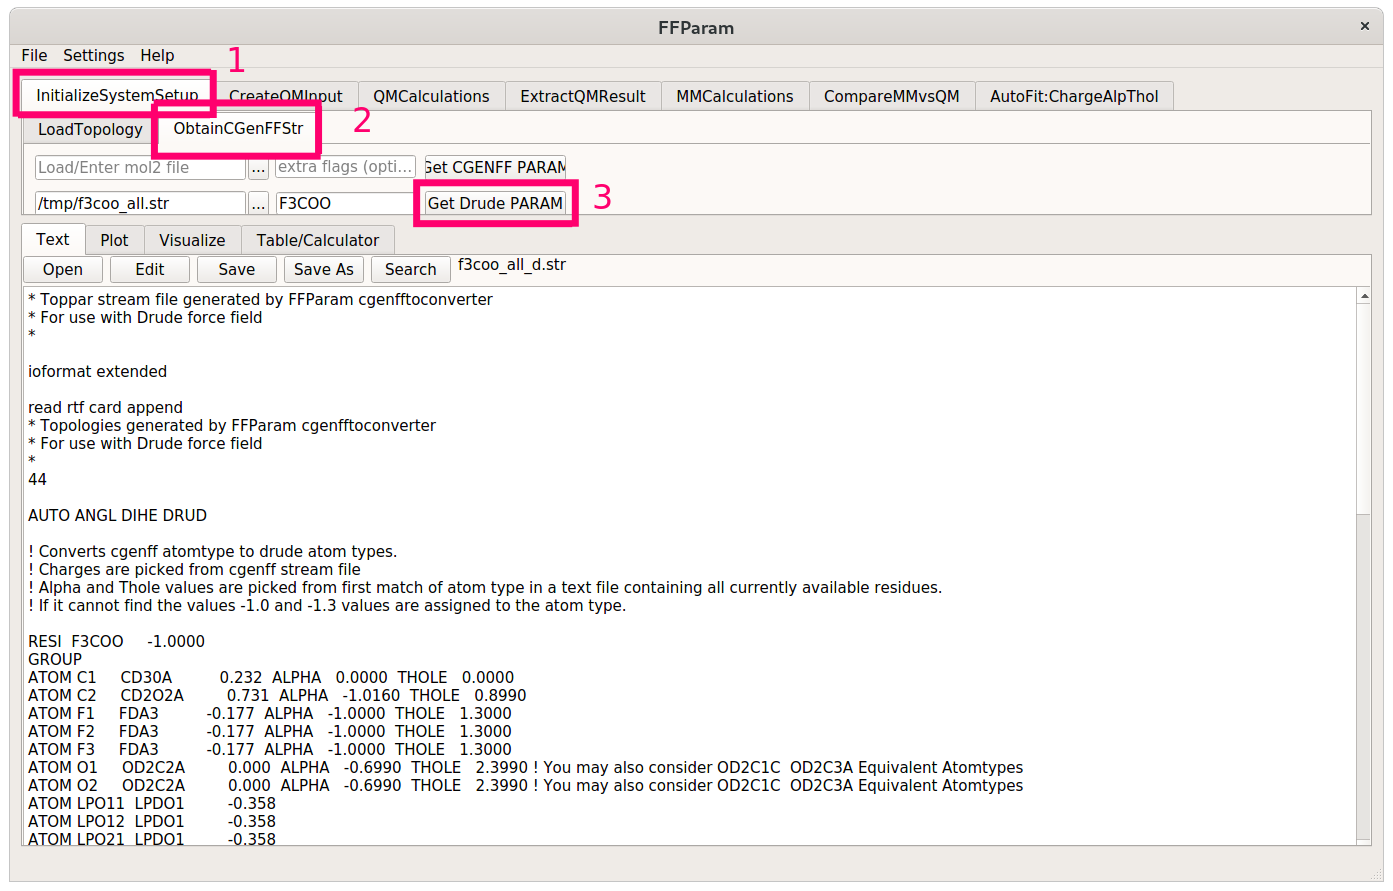 FFParam ×
File Settings Help 1
InitializeSystemSetup CreateQMInput QMCalculations ExtractQMResult MMCalculations CompareMMvsQM AutoFit:ChargeAlpThol
LoadTopology ObtainCGenFFStr 2
Load/Enter mol2 file ... extra flags (opti... Get CGENFF PARAM
/tmp/f3coo_all.str ... F3COO Get Drude PARAM 3
Text Plot Visualize Table/Calculator
Open Edit Save Save As Search f3coo_all_d.str
* Toppar stream file generated by FFParam cgenfftoconverter
* For use with Drude force field
*
ioformat extended
read rtf card append
* Topologies generated by FFParam cgenfftoconverter
* For use with Drude force field
*
44
AUTO ANGL DIHE DRUD
! Converts cgenff atomtype to drude atom types.
! Charges are picked from cgenff stream file
! Alpha and Thole values are picked from first match of atom type in a text file containing all currently available residues.
! If it cannot find the values -1.0 and -1.3 values are assigned to the atom type.
RESI F3COO -1.0000
GROUP
ATOM C1 CD30A 0.232 ALPHA 0.0000 THOLE 0.0000
ATOM C2 CD2O2A 0.731 ALPHA -1.0160 THOLE 0.8990
ATOM F1 FDA3 -0.177 ALPHA -1.0000 THOLE 1.3000
ATOM F2 FDA3 -0.177 ALPHA -1.0000 THOLE 1.3000
ATOM F3 FDA3 -0.177 ALPHA -1.0000 THOLE 1.3000
ATOM O1 OD2C2A 0.000 ALPHA -0.6990 THOLE 2.3990 ! You may also consider OD2C1C OD2C3A Equivalent Atomtypes
ATOM O2 OD2C2A 0.000 ALPHA -0.6990 THOLE 2.3990 ! You may also consider OD2C1C OD2C3A Equivalent Atomtypes
ATOM LPO11 LPDO1 -0.358
ATOM LPO12 LPDO1 -0.358
ATOM LPO21 LPDO1 -0.358